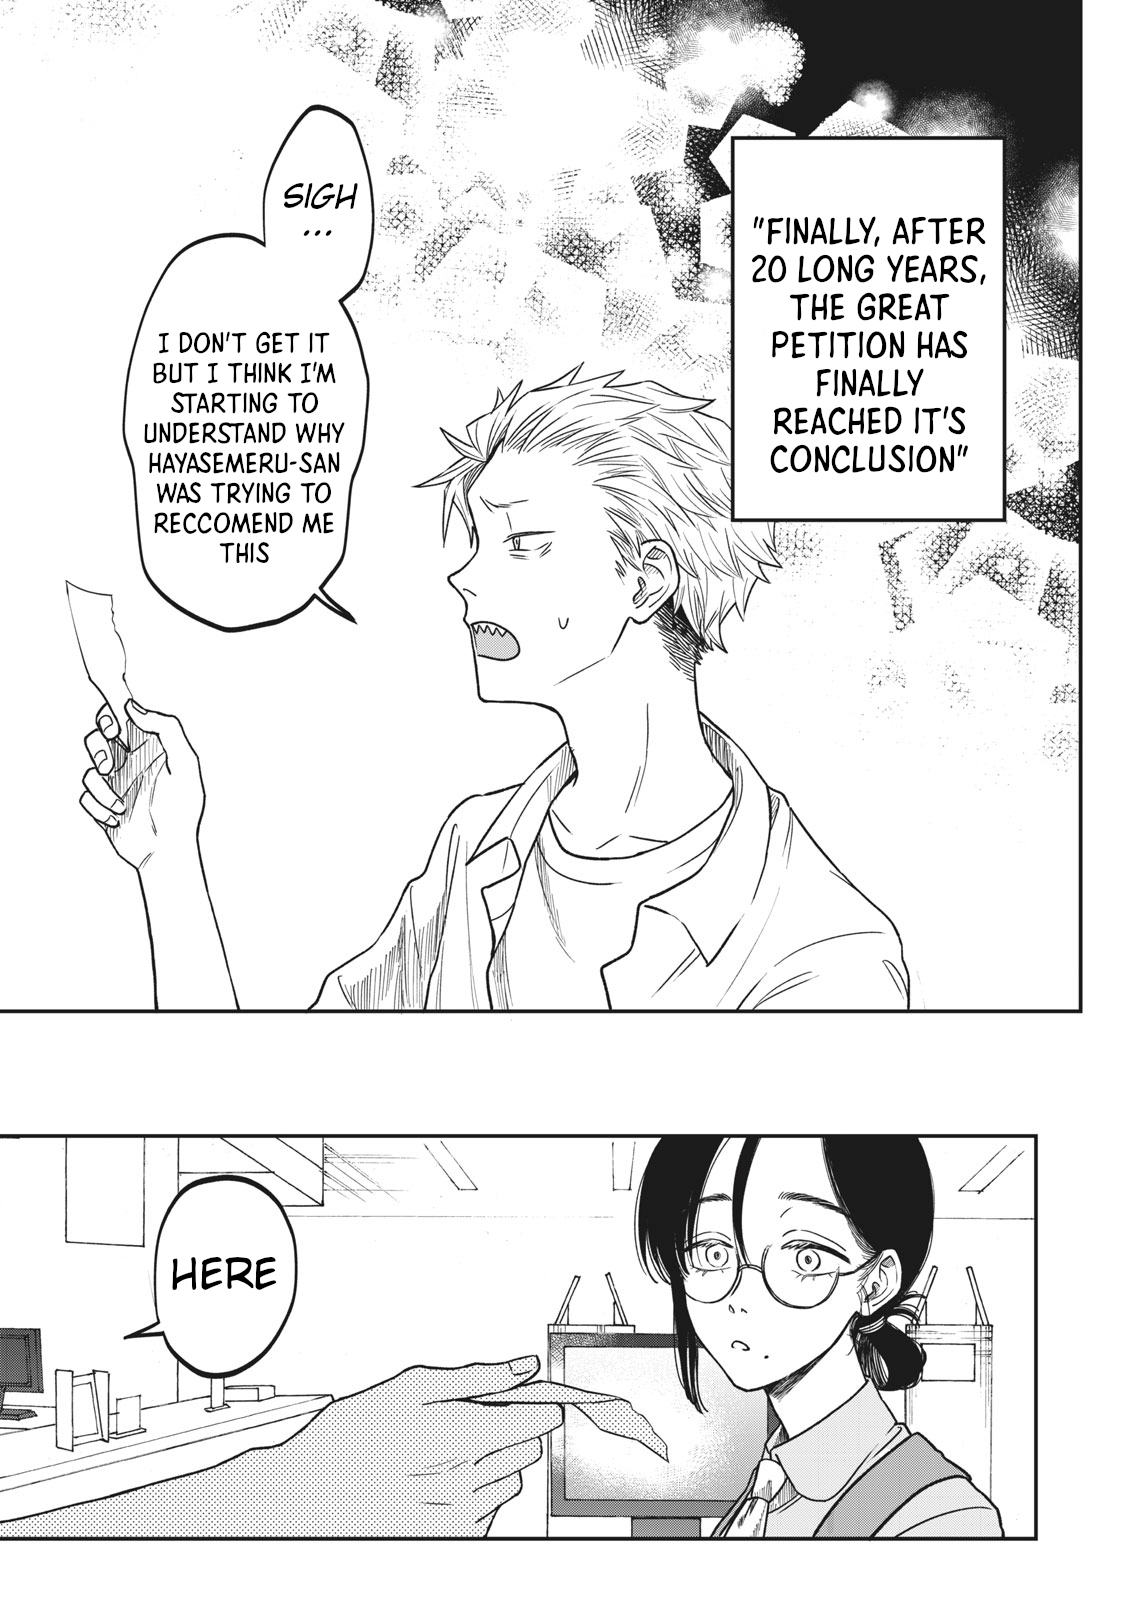 "FINALLY, AFTER
20 LONG YEARS,
THE GREAT
PETITION HAS
FINALLY
REACHED IT'S
CONCLUSION"
SIGH
...
I DON'T GET IT
BUT I THINK I'M
STARTING TO
UNDERSTAND WHY
HAYASEMERU-SAN
WAS TRYING TO
RECCOMEND ME
THIS
HERE